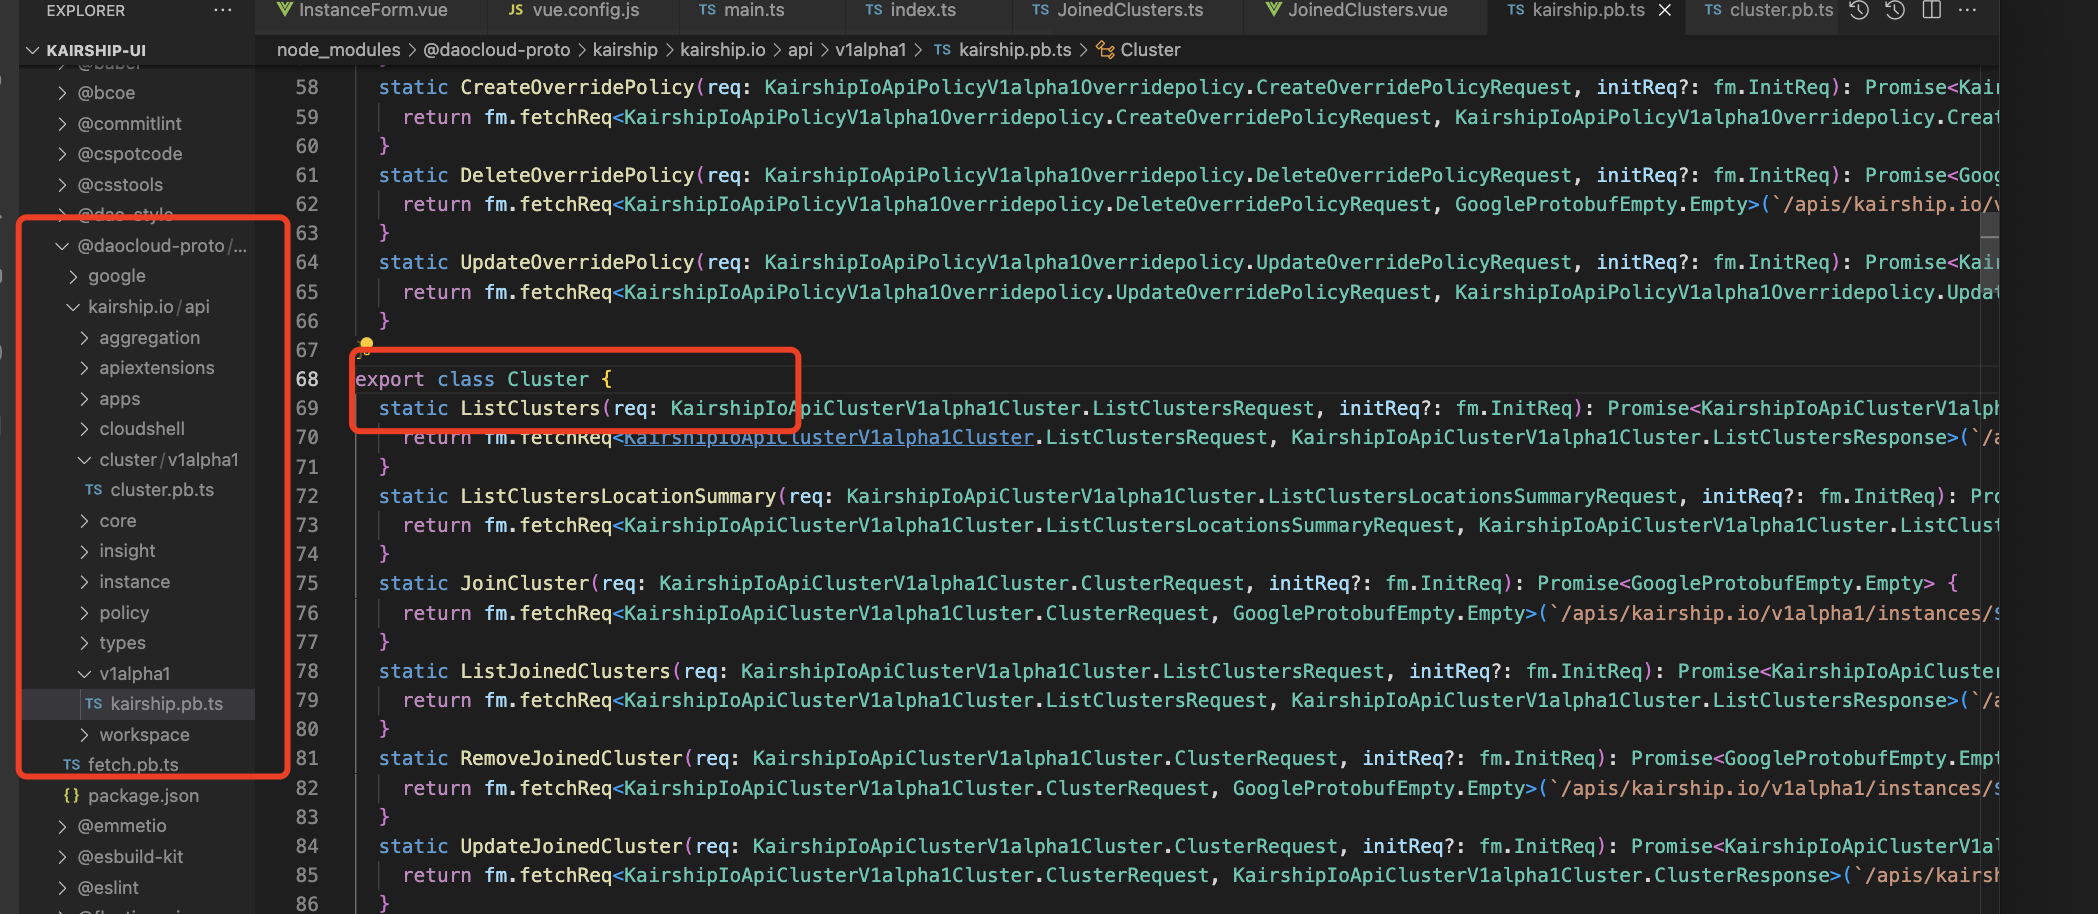 EXPLORER ···
InstanceForm.vue JS vue.config.js TS main.ts TS index.ts TS JoinedClusters.ts JoinedClusters.vue TS kairship.pb.ts TS cluster.pb.ts ···
KAIRSHIP-UI
node_modules > @daocloud-proto > kairship > kairship.io > api > v1alpha1 > TS kairship.pb.ts > Cluster
@babel
@bcoe
@commitlint
@cspotcode
@csstools
@dao-style
@daocloud-proto/...
google
kairship.io/api
aggregation
apiextensions
apps
cloudshell
cluster/v1alpha1
TS cluster.pb.ts
core
insight
instance
policy
types
v1alpha1
TS kairship.pb.ts
workspace
TS fetch.pb.ts
{} package.json
@emmetio
@esbuild-kit
@eslint
58 static CreateOverridePolicy(req: KairshipIoApiPolicyV1alpha1Overridepolicy.CreateOverridePolicyRequest, initReq?: fm.InitReq): Promise<Kair
59 return fm.fetchReq<KairshipIoApiPolicyV1alpha1Overridepolicy.CreateOverridePolicyRequest, KairshipIoApiPolicyV1alpha1Overridepolicy.Creat
60 }
61 static DeleteOverridePolicy(req: KairshipIoApiPolicyV1alpha1Overridepolicy.DeleteOverridePolicyRequest, initReq?: fm.InitReq): Promise<Goog
62 return fm.fetchReq<KairshipIoApiPolicyV1alpha1Overridepolicy.DeleteOverridePolicyRequest, GoogleProtobufEmpty.Empty>(`/apis/kairship.io/v
63 }
64 static UpdateOverridePolicy(req: KairshipIoApiPolicyV1alpha1Overridepolicy.UpdateOverridePolicyRequest, initReq?: fm.InitReq): Promise<Kair
65 return fm.fetchReq<KairshipIoApiPolicyV1alpha1Overridepolicy.UpdateOverridePolicyRequest, KairshipIoApiPolicyV1alpha1Overridepolicy.Updat
66 }
67
68 export class Cluster {
69 static ListClusters(req: KairshipIoApiClusterV1alpha1Cluster.ListClustersRequest, initReq?: fm.InitReq): Promise<KairshipIoApiClusterV1alph
70 return fm.fetchReq<KairshipIoApiClusterV1alpha1Cluster.ListClustersRequest, KairshipIoApiClusterV1alpha1Cluster.ListClustersResponse>(`/a
71 }
72 static ListClustersLocationSummary(req: KairshipIoApiClusterV1alpha1Cluster.ListClustersLocationsSummaryRequest, initReq?: fm.InitReq): Pro
73 return fm.fetchReq<KairshipIoApiClusterV1alpha1Cluster.ListClustersLocationsSummaryRequest, KairshipIoApiClusterV1alpha1Cluster.ListClust
74 }
75 static JoinCluster(req: KairshipIoApiClusterV1alpha1Cluster.ClusterRequest, initReq?: fm.InitReq): Promise<GoogleProtobufEmpty.Empty> {
76 return fm.fetchReq<KairshipIoApiClusterV1alpha1Cluster.ClusterRequest, GoogleProtobufEmpty.Empty>(`/apis/kairship.io/v1alpha1/instances/$
77 }
78 static ListJoinedClusters(req: KairshipIoApiClusterV1alpha1Cluster.ListClustersRequest, initReq?: fm.InitReq): Promise<KairshipIoApiCluster
79 return fm.fetchReq<KairshipIoApiClusterV1alpha1Cluster.ListClustersRequest, KairshipIoApiClusterV1alpha1Cluster.ListClustersResponse>(`/a
80 }
81 static RemoveJoinedCluster(req: KairshipIoApiClusterV1alpha1Cluster.ClusterRequest, initReq?: fm.InitReq): Promise<GoogleProtobufEmpty.Empt
82 return fm.fetchReq<KairshipIoApiClusterV1alpha1Cluster.ClusterRequest, GoogleProtobufEmpty.Empty>(`/apis/kairship.io/v1alpha1/instances/$
83 }
84 static UpdateJoinedCluster(req: KairshipIoApiClusterV1alpha1Cluster.ClusterRequest, initReq?: fm.InitReq): Promise<KairshipIoApiClusterV1al
85 return fm.fetchReq<KairshipIoApiClusterV1alpha1Cluster.ClusterRequest, KairshipIoApiClusterV1alpha1Cluster.ClusterResponse>(`/apis/kairsh
86 }